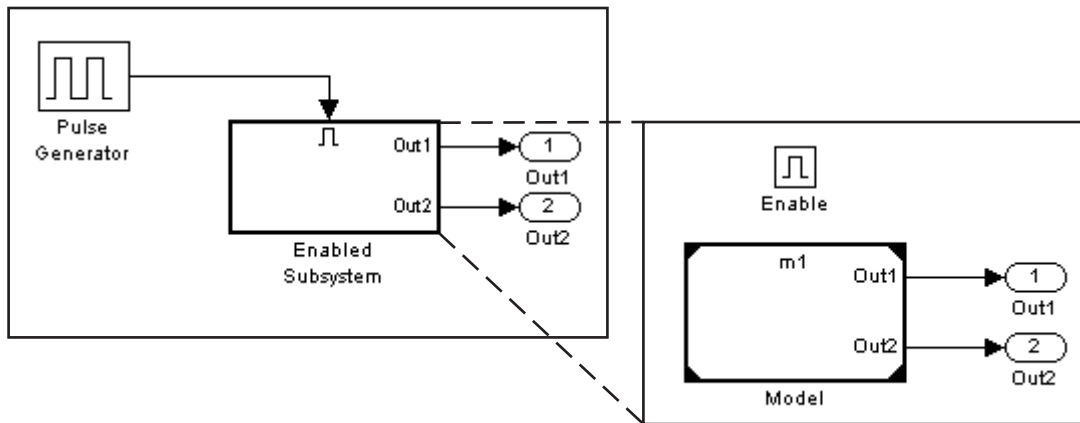 Pulse
Generator
Out1
Out2
1
Out1
2
Out2
Enabled
Subsystem
Enable
m1
Out1
Out2
1
Out1
2
Out2
Model